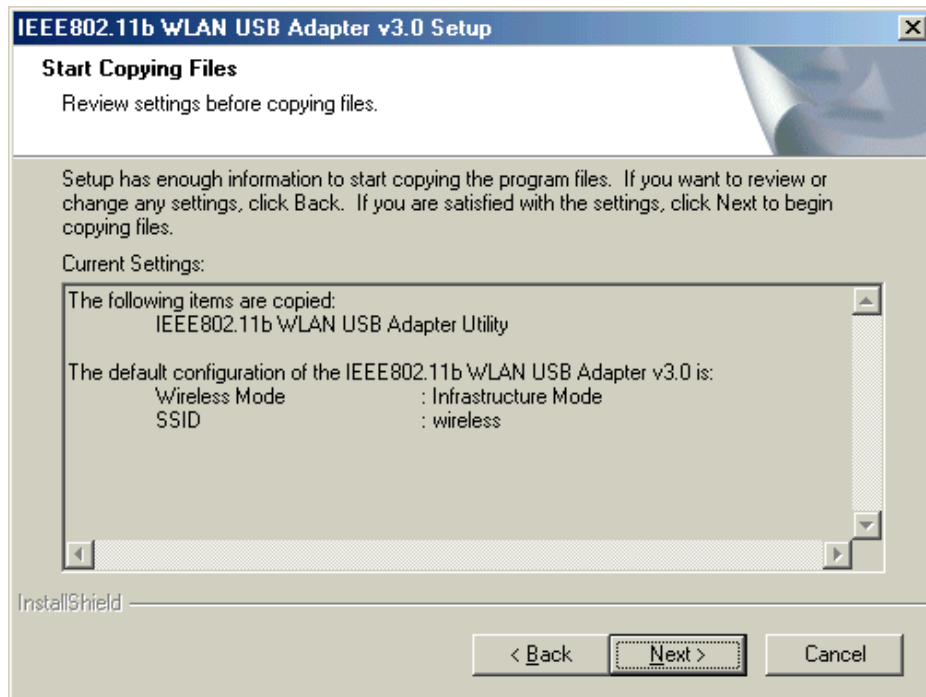 IEEE802.11b WLAN USB Adapter v3.0 Setup
Start Copying Files
Review settings before copying files.
Setup has enough information to start copying the program files.  If you want to review or
change any settings, click Back.  If you are satisfied with the settings, click Next to begin
copying files.
Current Settings:
The following items are copied:
IEEE802.11b WLAN USB Adapter Utility
The default configuration of the IEEE802.11b WLAN USB Adapter v3.0 is:
Wireless Mode : Infrastructure Mode
SSID : wireless
InstallShield
< Back Next > Cancel